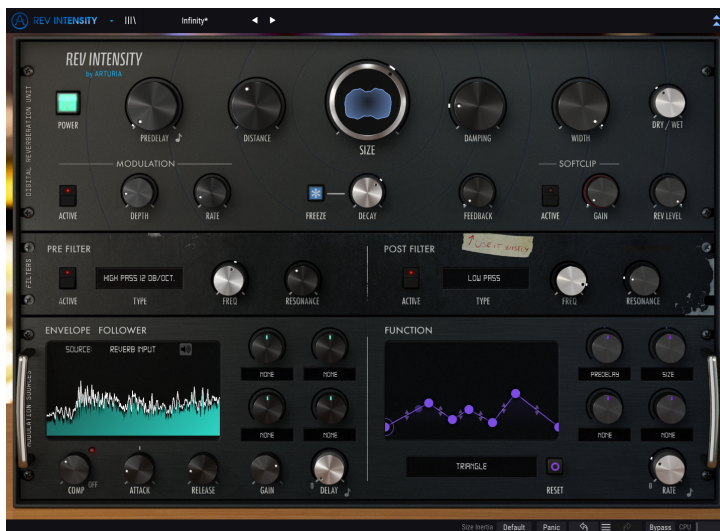 REV INTENSITY
Infinity*
REV INTENSITY
by ARTURIA
DIGITAL REVERBERATION UNIT
POWER
PREDELAY
DISTANCE
SIZE
DAMPING
WIDTH
DRY / WET
MODULATION
SOFTCLIP
ACTIVE
DEPTH
RATE
FREEZE
DECAY
FEEDBACK
ACTIVE
GAIN
REV LEVEL
FILTERS
PRE FILTER
ACTIVE
HIGH PASS 12 DB/OCT.
TYPE
FREQ
RESONANCE
POST FILTER
USE IT WISELY
ACTIVE
LOW PASS
TYPE
FREQ
RESONANCE
MODULATION SOURCES
ENVELOPE FOLLOWER
SOURCE: REVERB INPUT
NONE
NONE
NONE
NONE
COMP
OFF
ATTACK
RELEASE
GAIN
DELAY
FUNCTION
PREDELAY
SIZE
NONE
NONE
TRIANGLE
RESET
0
RATE
Size Inertia Default Panic Bypass CPU